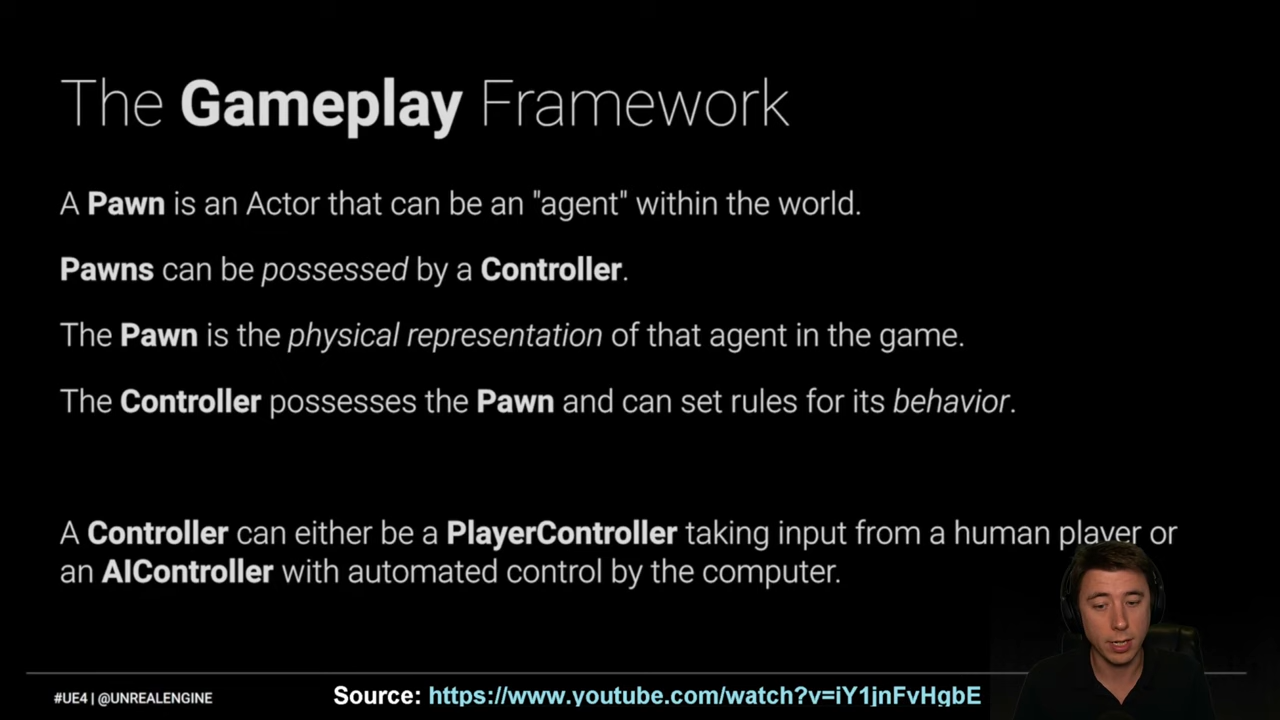 The Gameplay Framework
A Pawn is an Actor that can be an "agent" within the world.
Pawns can be possessed by a Controller.
The Pawn is the physical representation of that agent in the game.
The Controller possesses the Pawn and can set rules for its behavior.
A Controller can either be a PlayerController taking input from a human player or
an AIController with automated control by the computer.
#UE4 | @UNREALENGINE
Source: https://www.youtube.com/watch?v=iY1jnFvHgbE